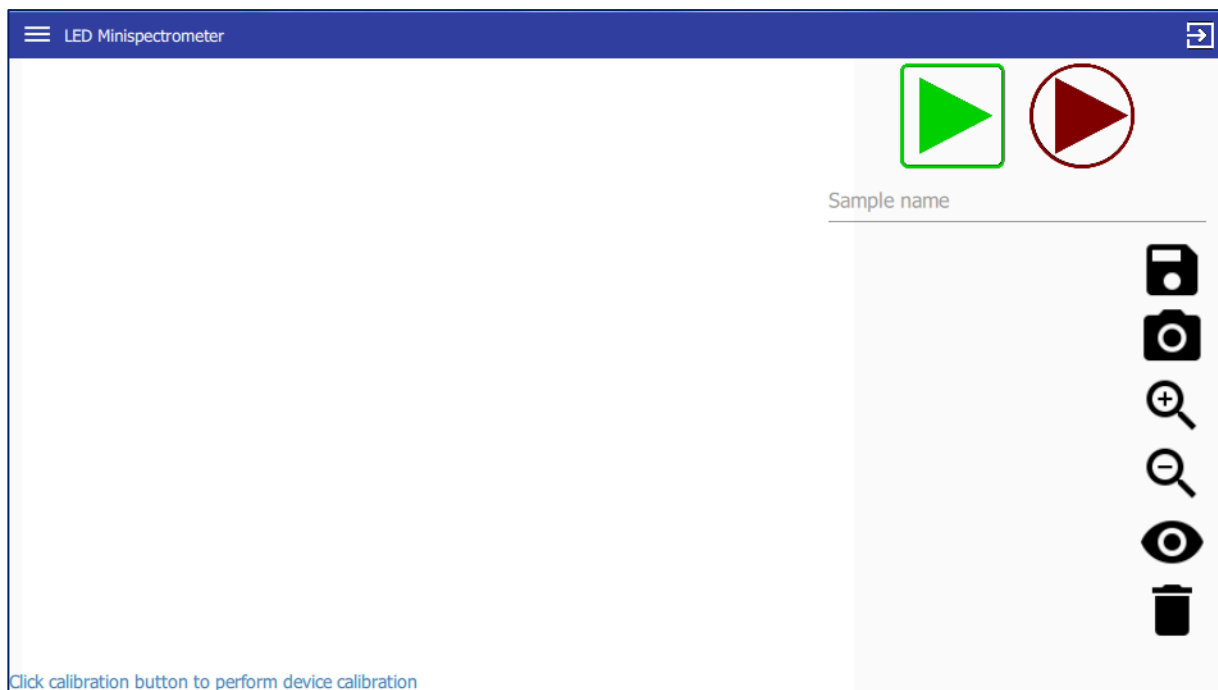 LED Minispectrometer
Sample name
Click calibration button to perform device calibration